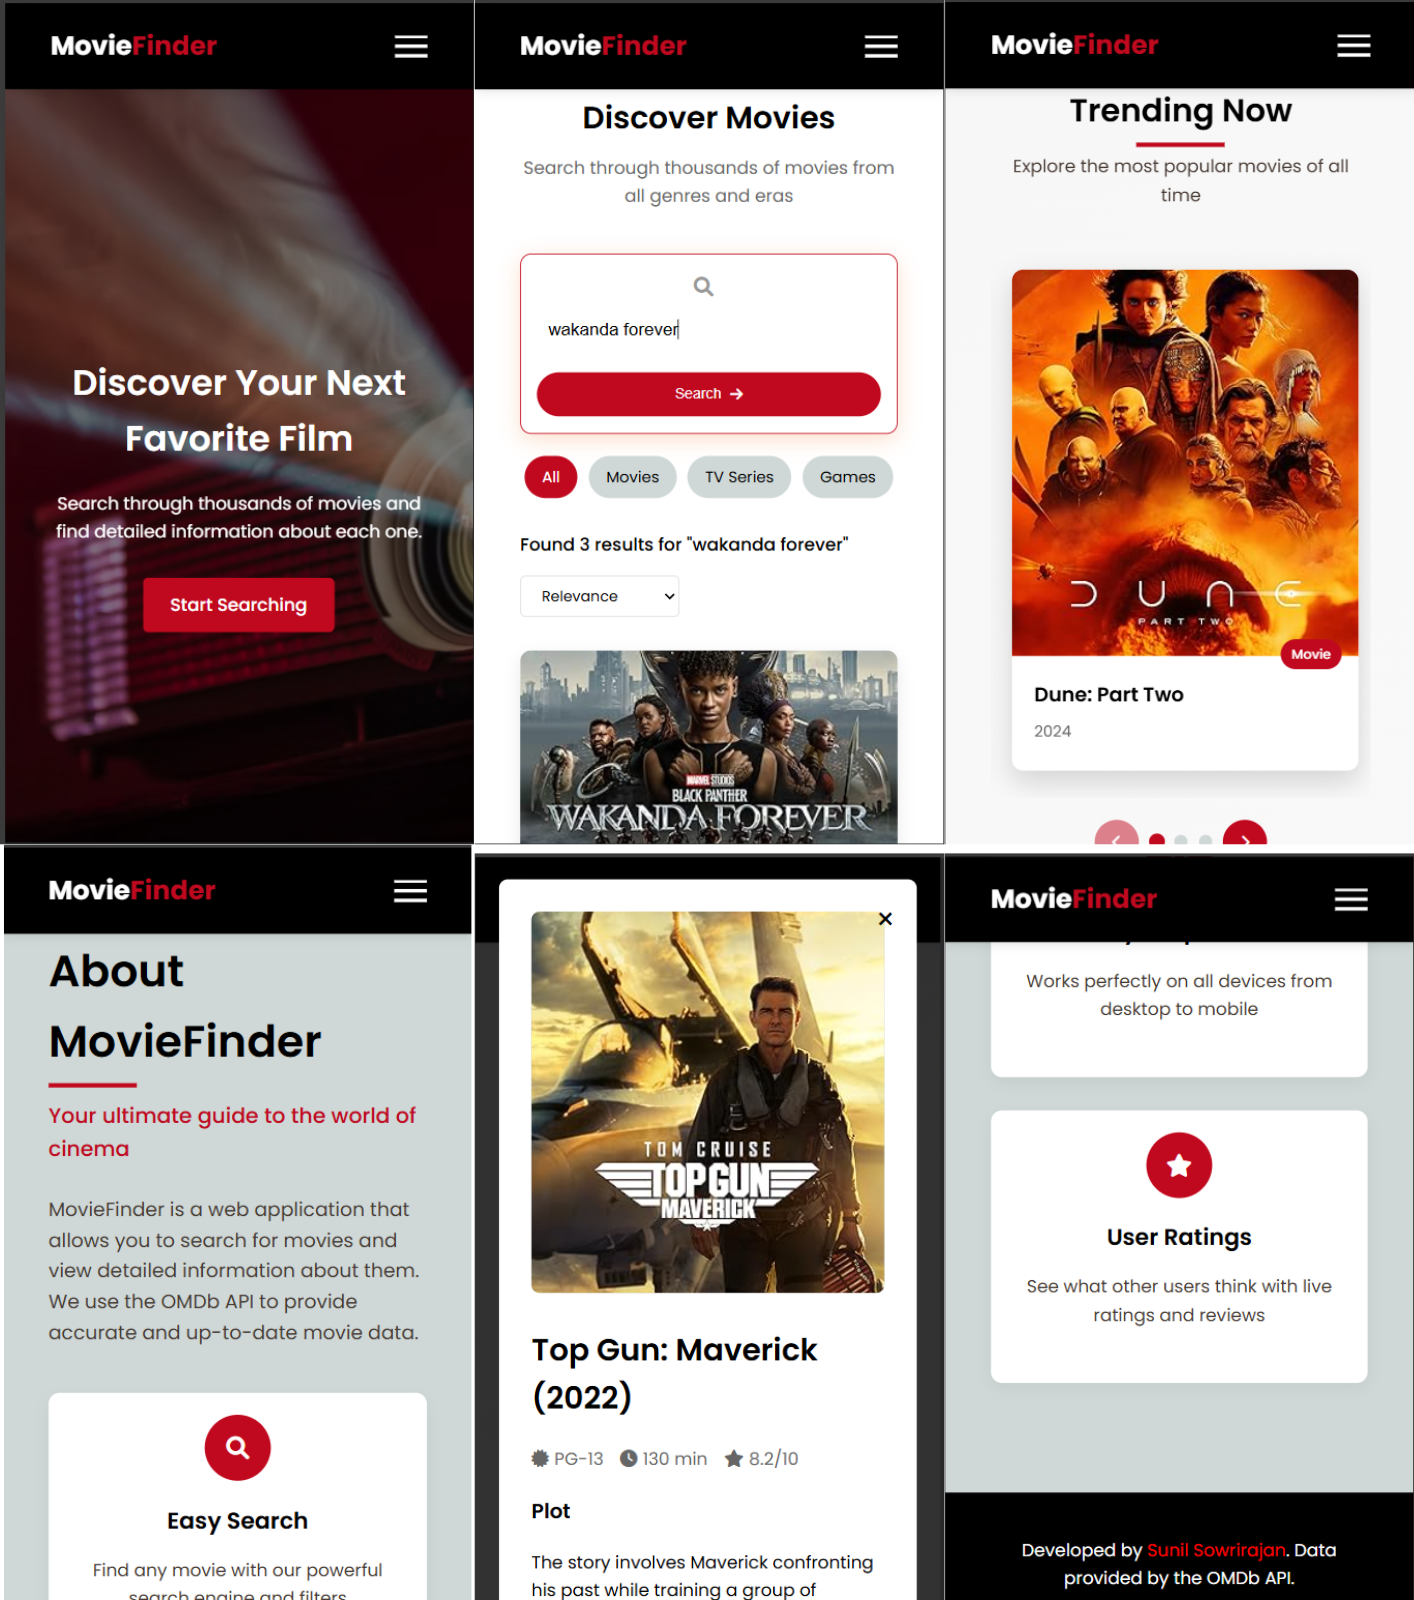 MovieFinder
Discover Your Next
Favorite Film
Search through thousands of movies and
find detailed information about each one.
Start Searching
MovieFinder
Discover Movies
Search through thousands of movies from
all genres and eras
wakanda forever
Search
All Movies TV Series Games
Found 3 results for "wakanda forever"
Relevance
MARVEL STUDIOS
BLACK PANTHER
WAKANDA FOREVER
MovieFinder
Trending Now
Explore the most popular movies of all
time
DUNE
PART TWO
Movie
Dune: Part Two
2024
MovieFinder
About
MovieFinder
Your ultimate guide to the world of
cinema
MovieFinder is a web application that
allows you to search for movies and
view detailed information about them.
We use the OMDb API to provide
accurate and up-to-date movie data.
Easy Search
Find any movie with our powerful
search engine and filters
TOM CRUISE
TOP GUN
MAVERICK
Top Gun: Maverick
(2022)
PG-13 130 min 8.2/10
Plot
The story involves Maverick confronting
his past while training a group of
MovieFinder
Works perfectly on all devices from
desktop to mobile
User Ratings
See what other users think with live
ratings and reviews
Developed by Sunil Sowrirajan. Data
provided by the OMDb API.